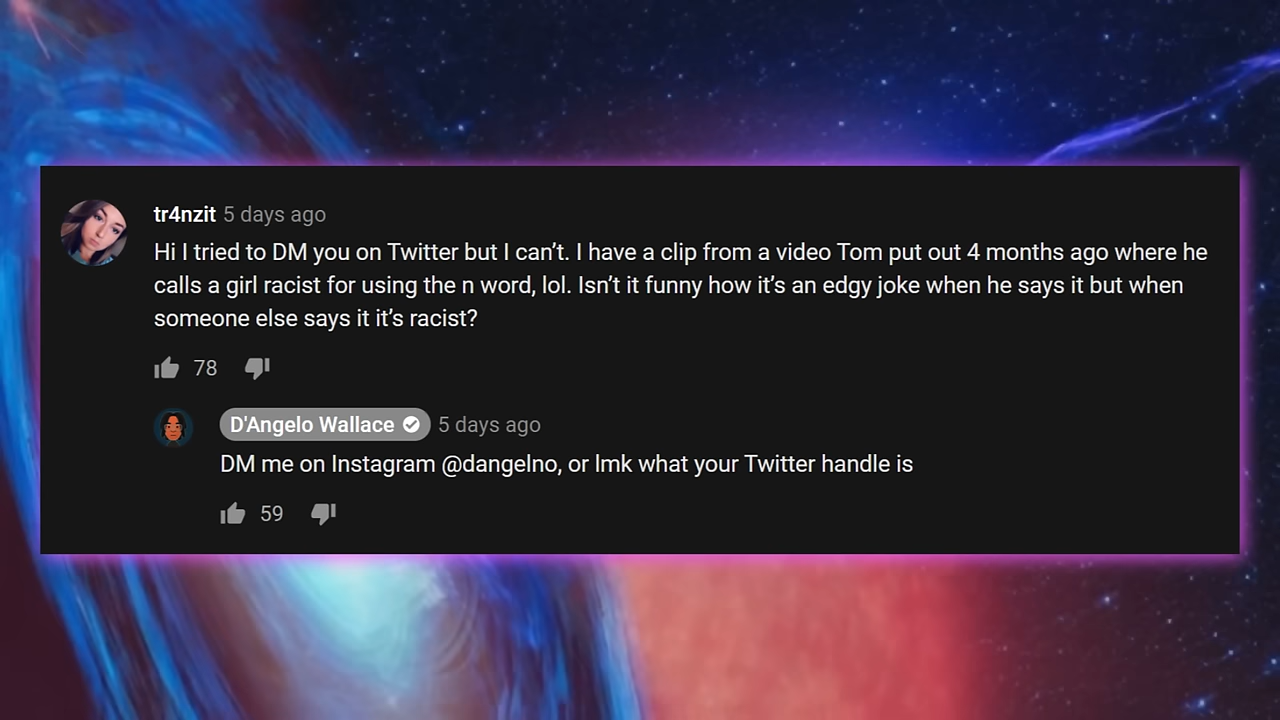 tr4nzit 5 days ago
Hi I tried to DM you on Twitter but I can’t. I have a clip from a video Tom put out 4 months ago where he
calls a girl racist for using the n word, lol. Isn’t it funny how it’s an edgy joke when he says it but when
someone else says it it’s racist?
78
D'Angelo Wallace 5 days ago
DM me on Instagram @dangelno, or lmk what your Twitter handle is
59